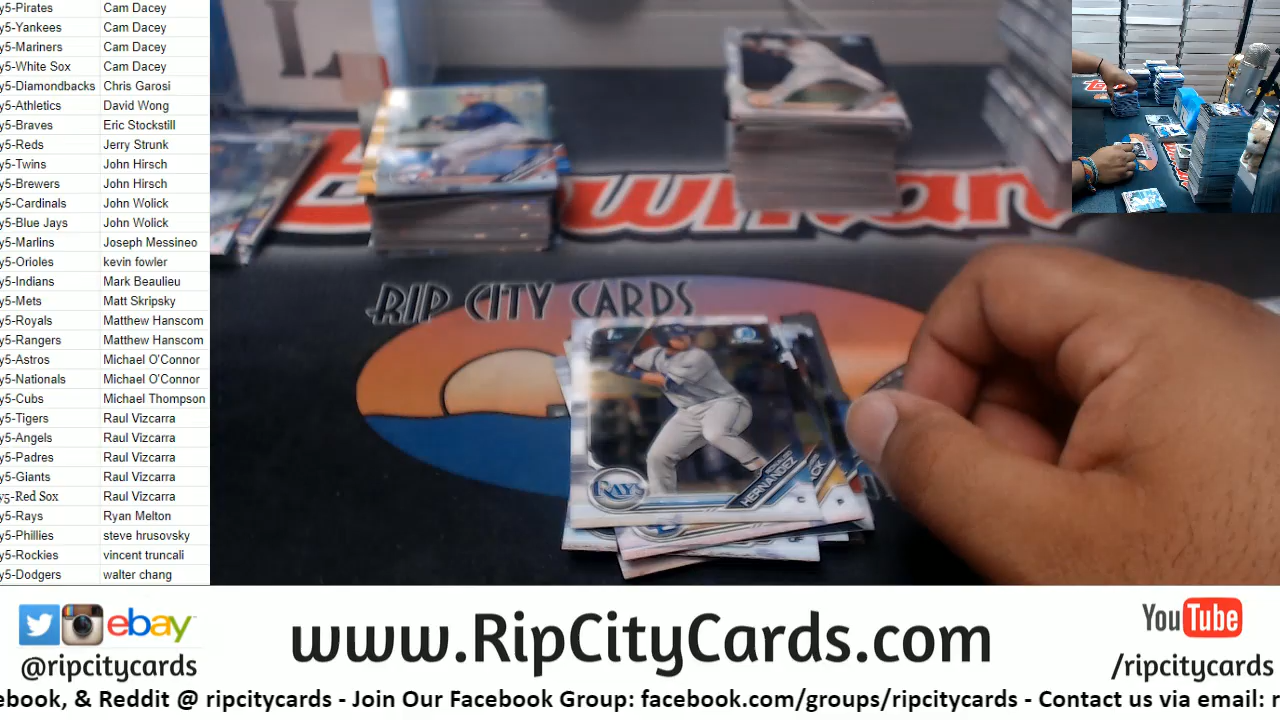 y5-Pirates Cam Dacey
y5-Yankees Cam Dacey
y5-Mariners Cam Dacey
y5-White Sox Cam Dacey
y5-Diamondbacks Chris Garosi
y5-Athletics David Wong
y5-Braves Eric Stockstill
y5-Reds Jerry Strunk
y5-Twins John Hirsch
y5-Brewers John Hirsch
y5-Cardinals John Wolick
y5-Blue Jays John Wolick
y5-Marlins Joseph Messineo
y5-Orioles kevin fowler
y5-Indians Mark Beaulieu
y5-Mets Matt Skripsky
y5-Royals Matthew Hanscom
y5-Rangers Matthew Hanscom
y5-Astros Michael O'Connor
y5-Nationals Michael O'Connor
y5-Cubs Michael Thompson
y5-Tigers Raul Vizcarra
y5-Angels Raul Vizcarra
y5-Padres Raul Vizcarra
y5-Giants Raul Vizcarra
y5-Red Sox Raul Vizcarra
y5-Rays Ryan Melton
y5-Phillies steve hrusovsky
y5-Rockies vincent truncali
y5-Dodgers walter chang
Bowman
RIP CITY CARDS
1st
RAYS
HERNANDEZ
ACK
ebay
@ripcitycards
www.RipCityCards.com
YouTube
/ripcitycards
ebook, & Reddit @ ripcitycards - Join Our Facebook Group: facebook.com/groups/ripcitycards - Contact us via email: r